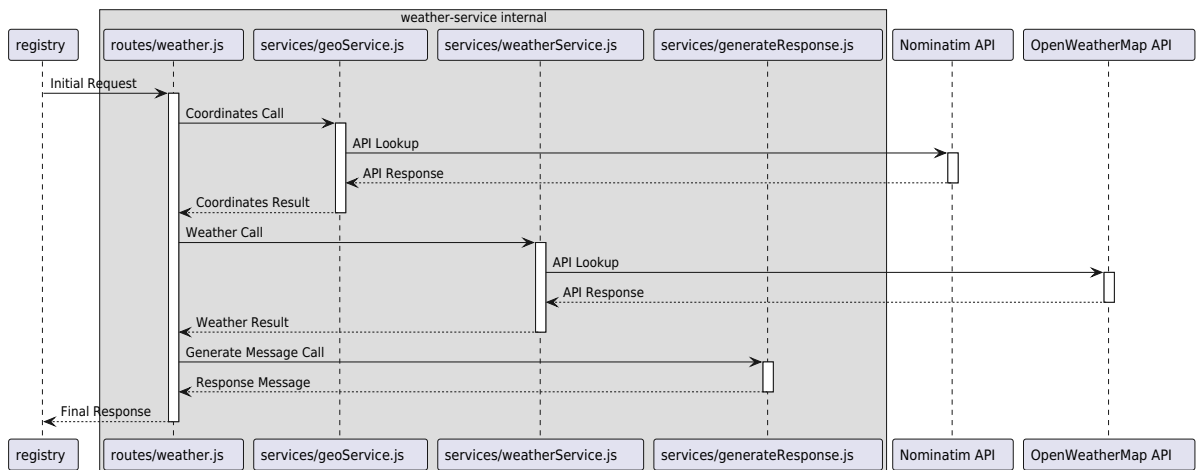 weather-service internal
registry
routes/weather.js
services/geoService.js
services/weatherService.js
services/generateResponse.js
Nominatim API
OpenWeatherMap API
Initial Request
Coordinates Call
API Lookup
API Response
Coordinates Result
Weather Call
API Lookup
API Response
Weather Result
Generate Message Call
Response Message
Final Response
registry
routes/weather.js
services/geoService.js
services/weatherService.js
services/generateResponse.js
Nominatim API
OpenWeatherMap API